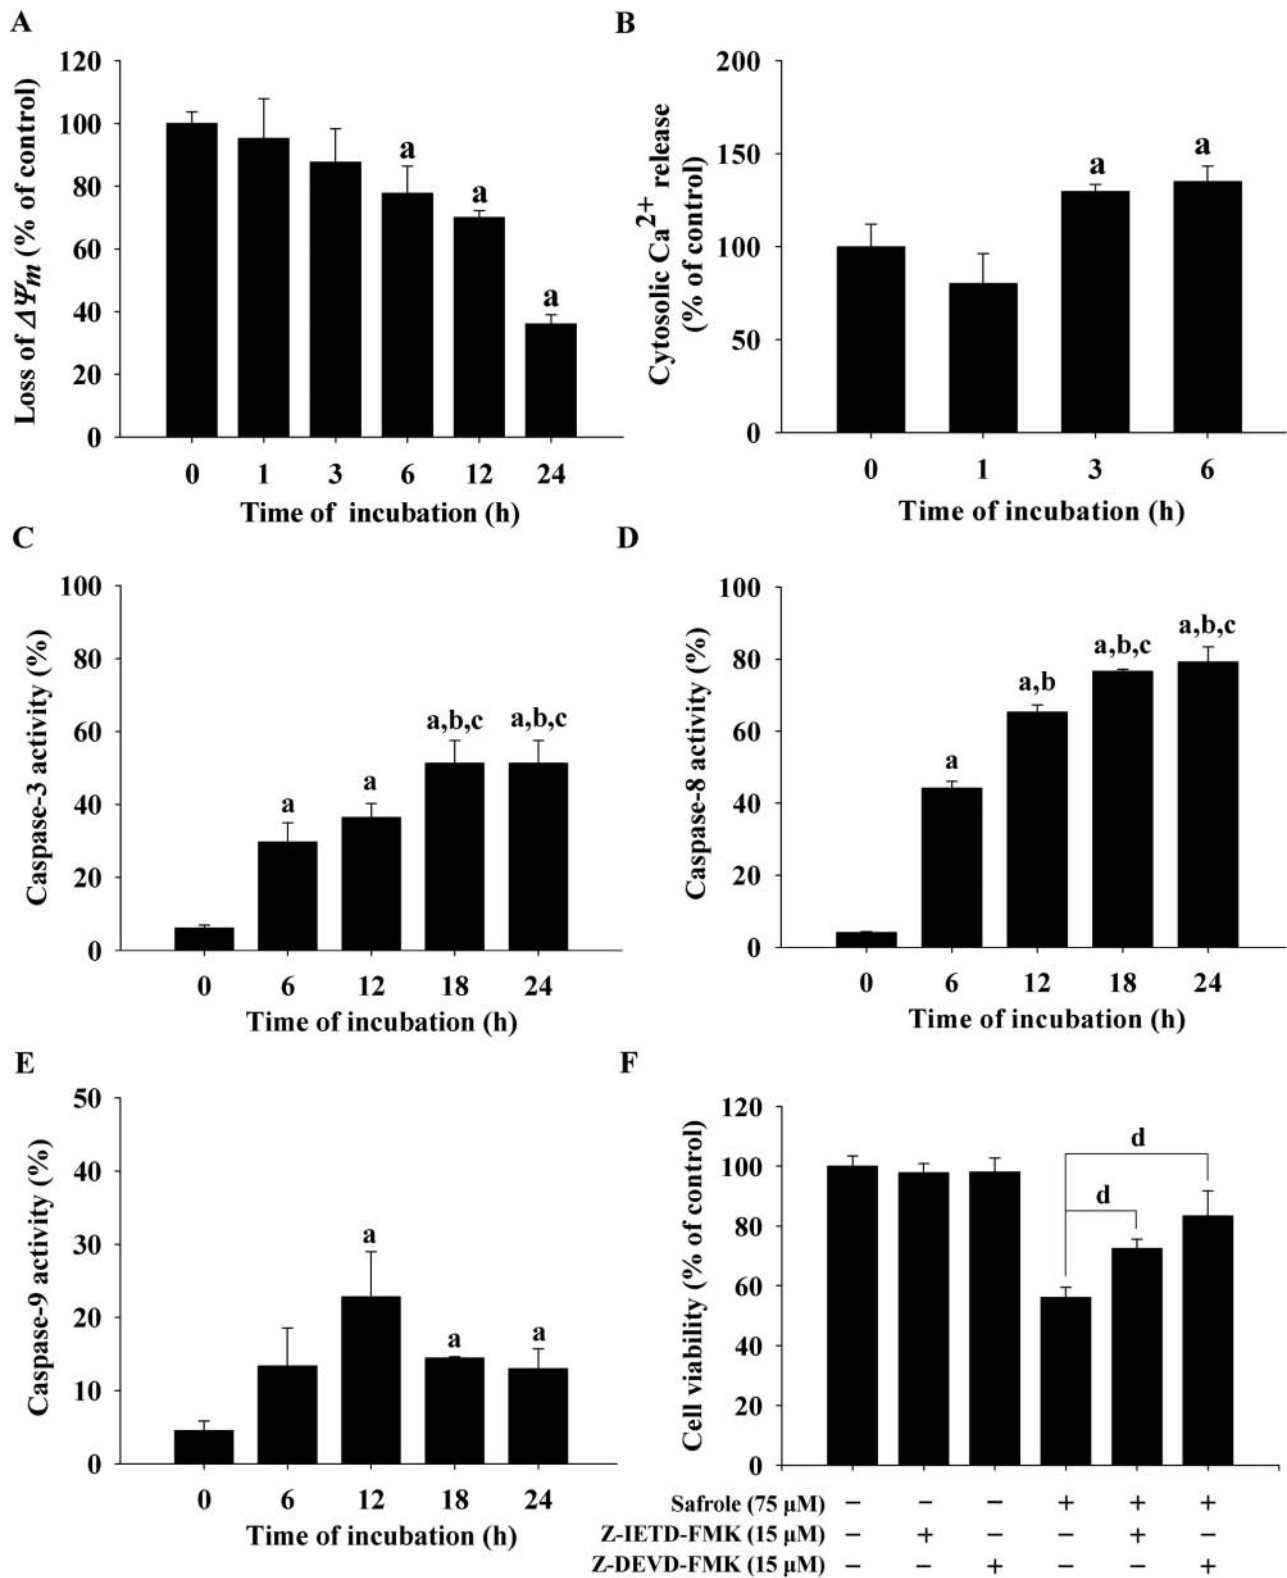 A
Loss of ΔΨm (% of control)
120
100
80
60
40
20
0
a
a
a
0 1 3 6 12 24
Time of incubation (h)
B
Cytosolic Ca2+ release
(% of control)
200
150
100
50
0
a
a
0 1 3 6
Time of incubation (h)
C
Caspase-3 activity (%)
100
80
60
40
20
0
a
a
a,b,c
a,b,c
0 6 12 18 24
Time of incubation (h)
D
Caspase-8 activity (%)
100
80
60
40
20
0
a
a,b
a,b,c
a,b,c
0 6 12 18 24
Time of incubation (h)
E
Caspase-9 activity (%)
50
40
30
20
10
0
a
a
a
0 6 12 18 24
Time of incubation (h)
F
Cell viability (% of control)
120
100
80
60
40
20
0
d
d
Safrole (75 μM) − − − + + +
Z-IETD-FMK (15 μM) − + − − + −
Z-DEVD-FMK (15 μM) − − + − − +